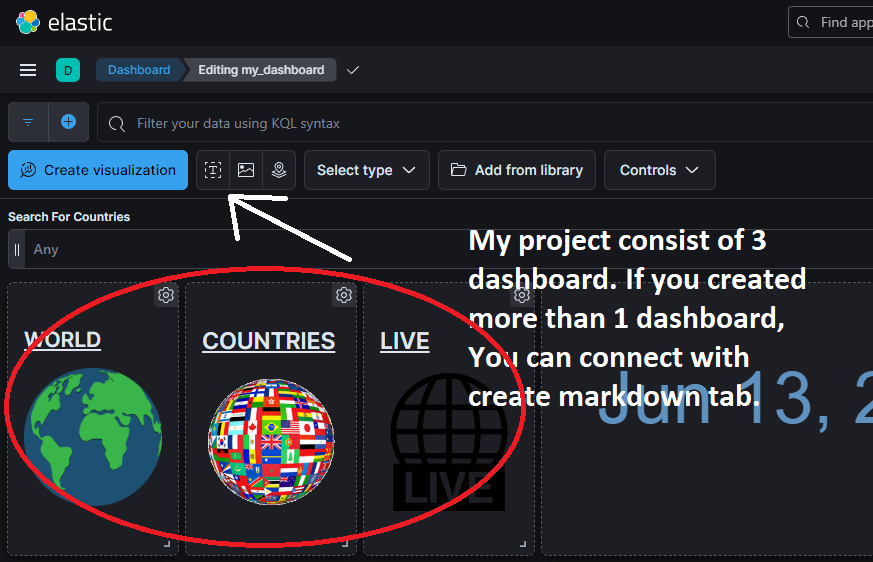 elastic
Find app
D
Dashboard
Editing my_dashboard
Filter your data using KQL syntax
Create visualization
T
Select type
Add from library
Controls
Search For Countries
Any
My project consist of 3
dashboard. If you created
more than 1 dashboard,
You can connect with
create markdown tab.
WORLD
COUNTRIES
LIVE
LIVE
Jun 13, 2